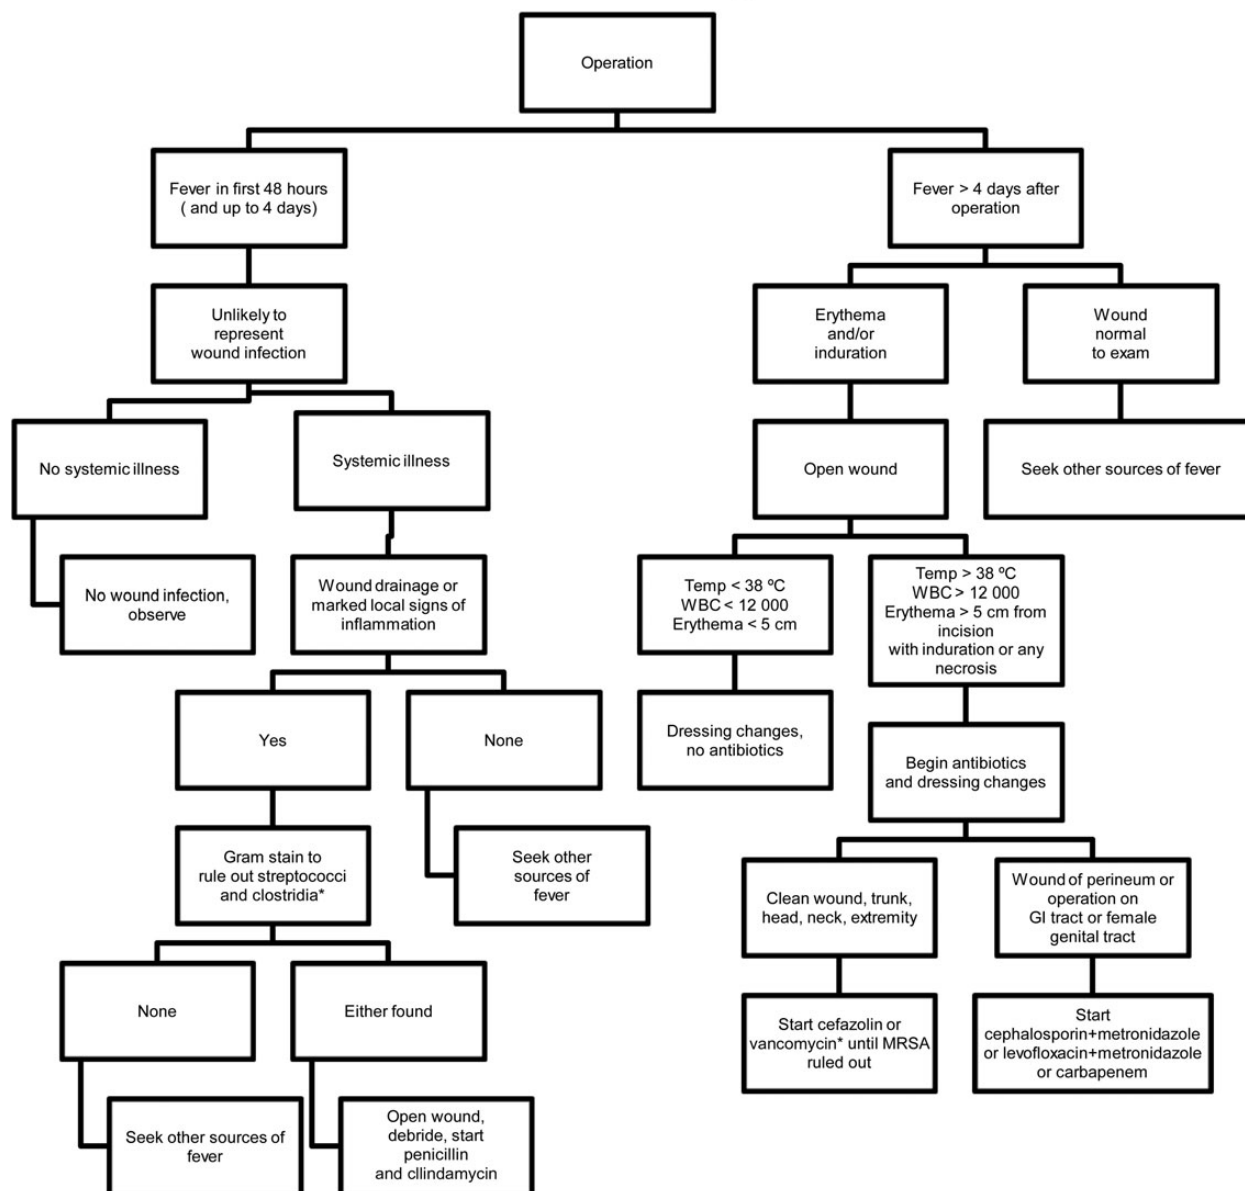 Operation
Fever in first 48 hours
( and up to 4 days)
Fever > 4 days after
operation
Unlikely to
represent
wound infection
Erythema
and/or
induration
Wound
normal
to exam
No systemic illness
Systemic illness
Open wound
Seek other sources of fever
No wound infection,
observe
Wound drainage or
marked local signs of
inflammation
Temp < 38 ºC
WBC < 12 000
Erythema < 5 cm
Temp > 38 ºC
WBC > 12 000
Erythema > 5 cm from
incision
with induration or any
necrosis
Yes
None
Dressing changes,
no antibiotics
Begin antibiotics
and dressing changes
Gram stain to
rule out streptococci
and clostridia*
Seek other
sources of
fever
Clean wound, trunk,
head, neck, extremity
Wound of perineum or
operation on
GI tract or female
genital tract
None
Either found
Start cefazolin or
vancomycin* until MRSA
ruled out
Start
cephalosporin+metronidazole
or levofloxacin+metronidazole
or carbapenem
Seek other sources of
fever
Open wound,
debride, start
penicillin
and cllindamycin